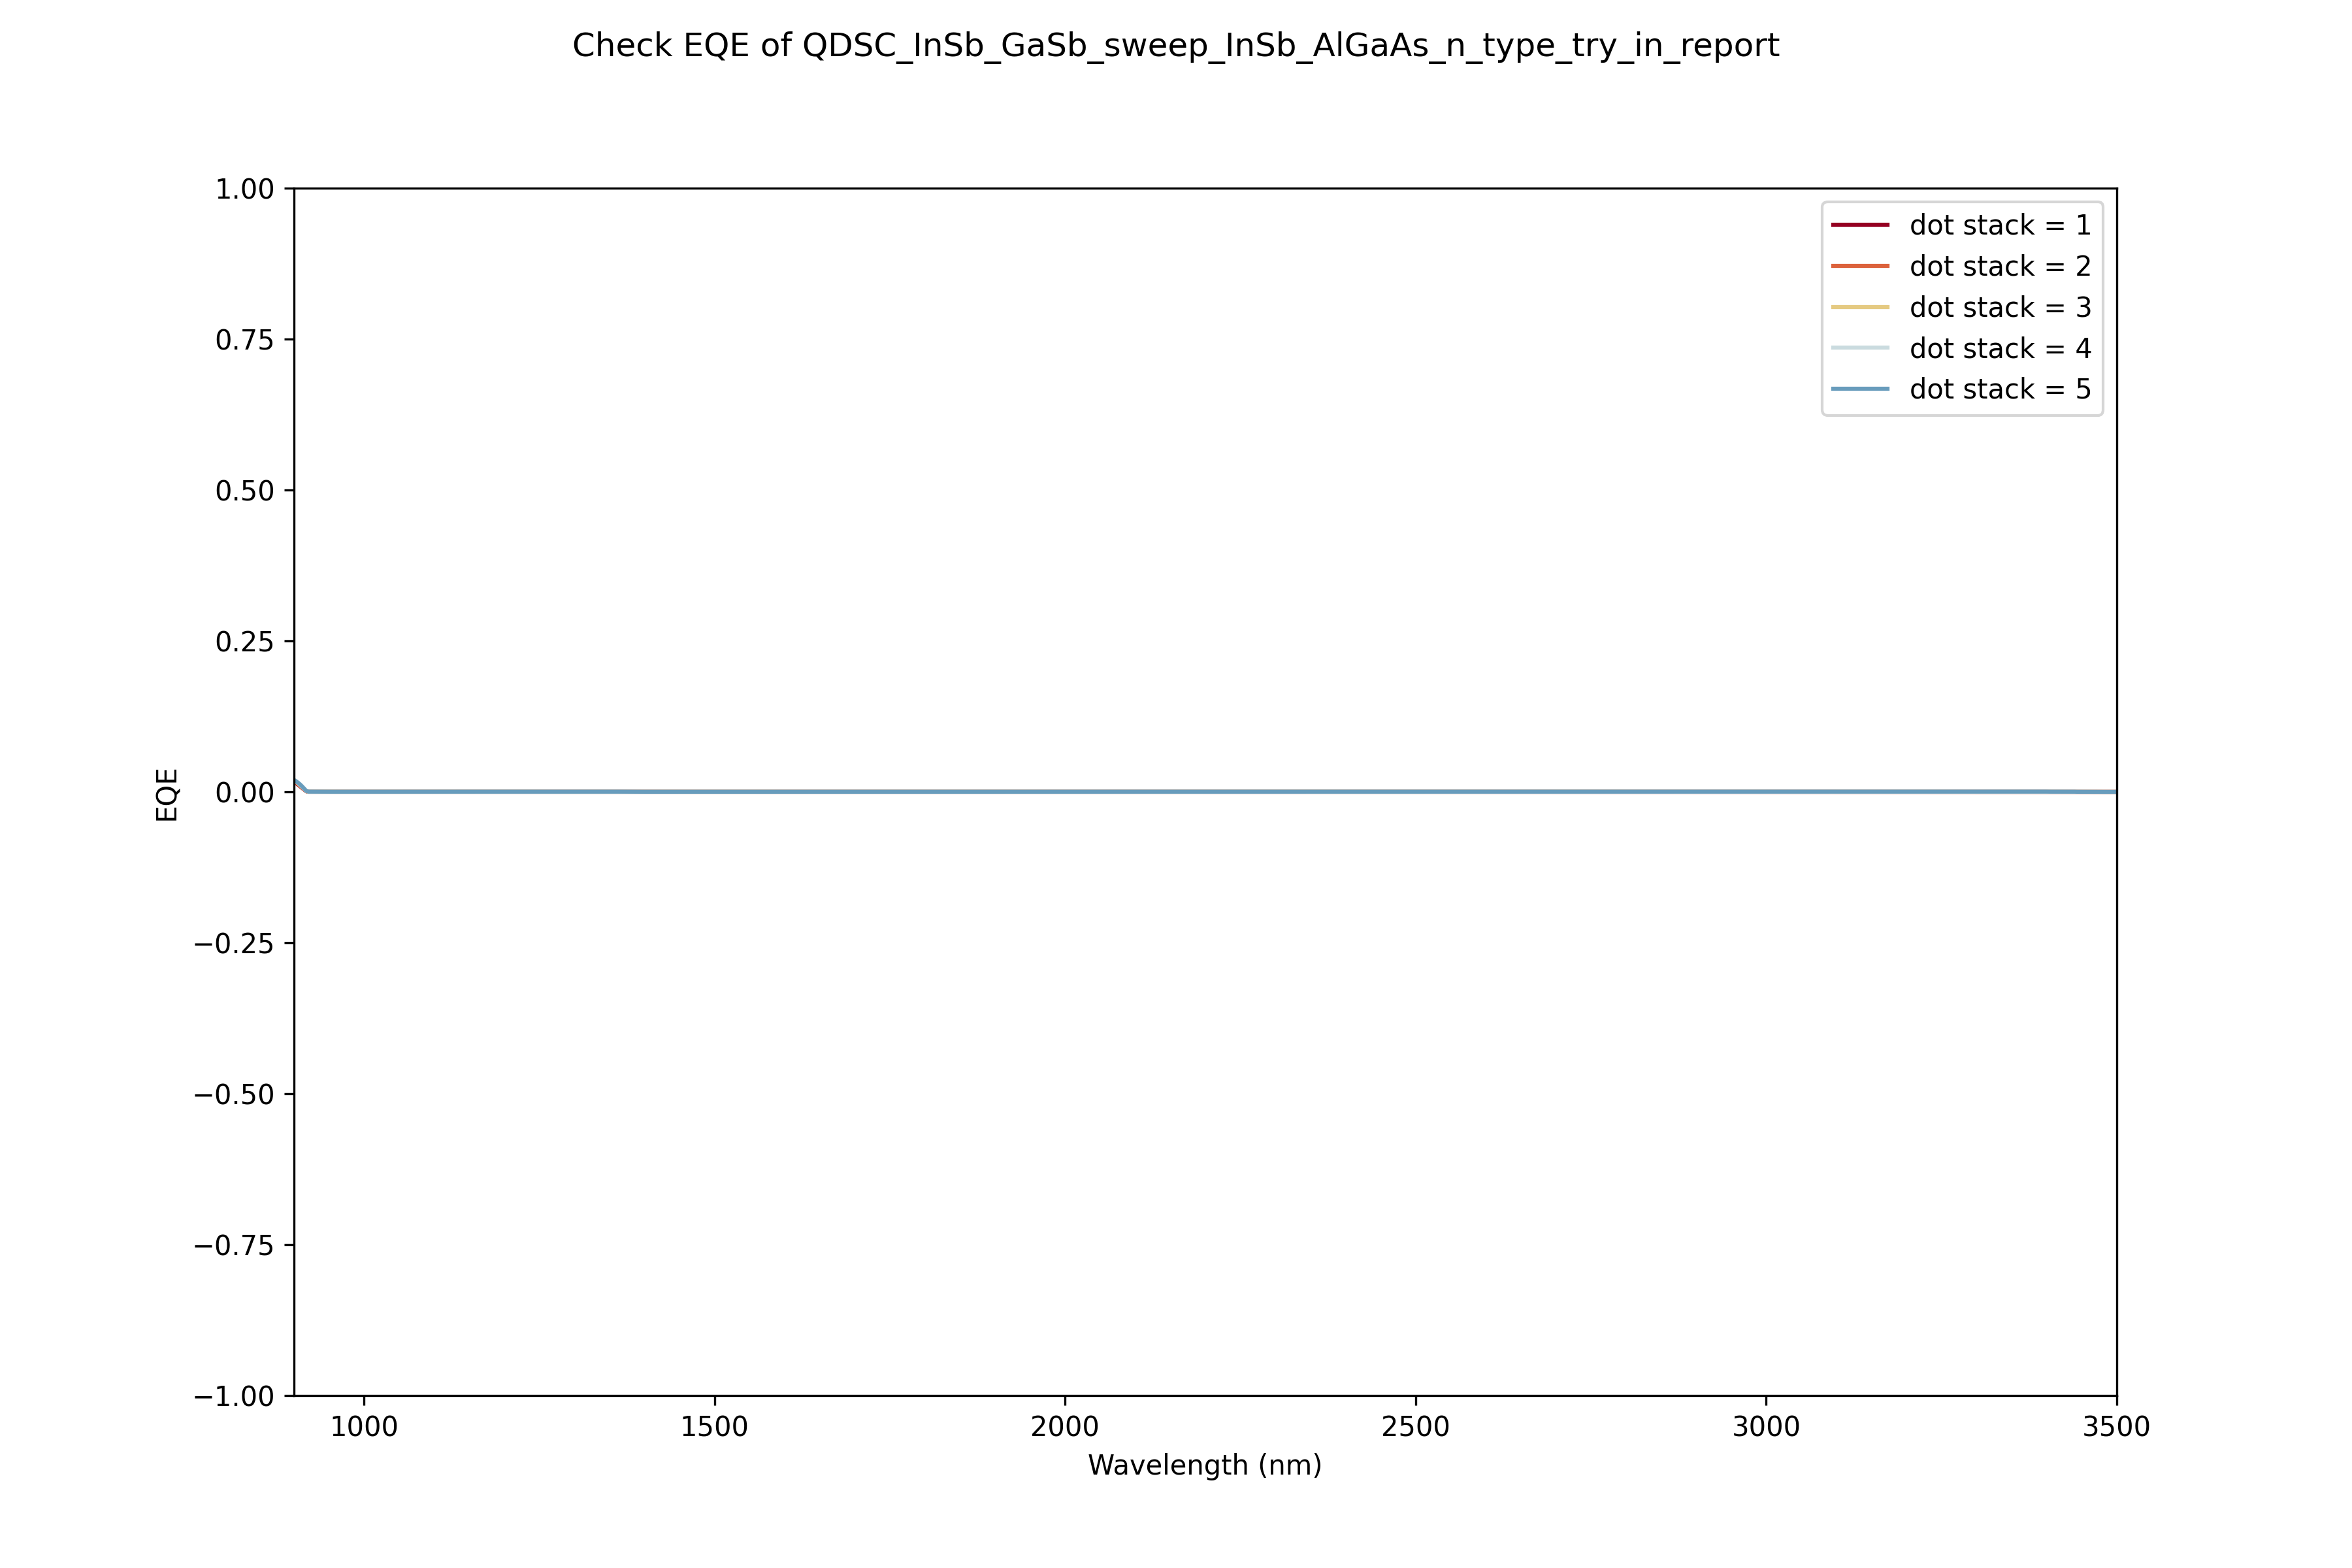 Check EQE of QDSC_InSb_GaSb_sweep_InSb_AlGaAs_n_type_try_in_report
1.00
0.75
0.50
0.25
0.00
−0.25
−0.50
−0.75
−1.00
EQE
dot stack = 1
dot stack = 2
dot stack = 3
dot stack = 4
dot stack = 5
1000 1500 2000 2500 3000 3500
Wavelength (nm)